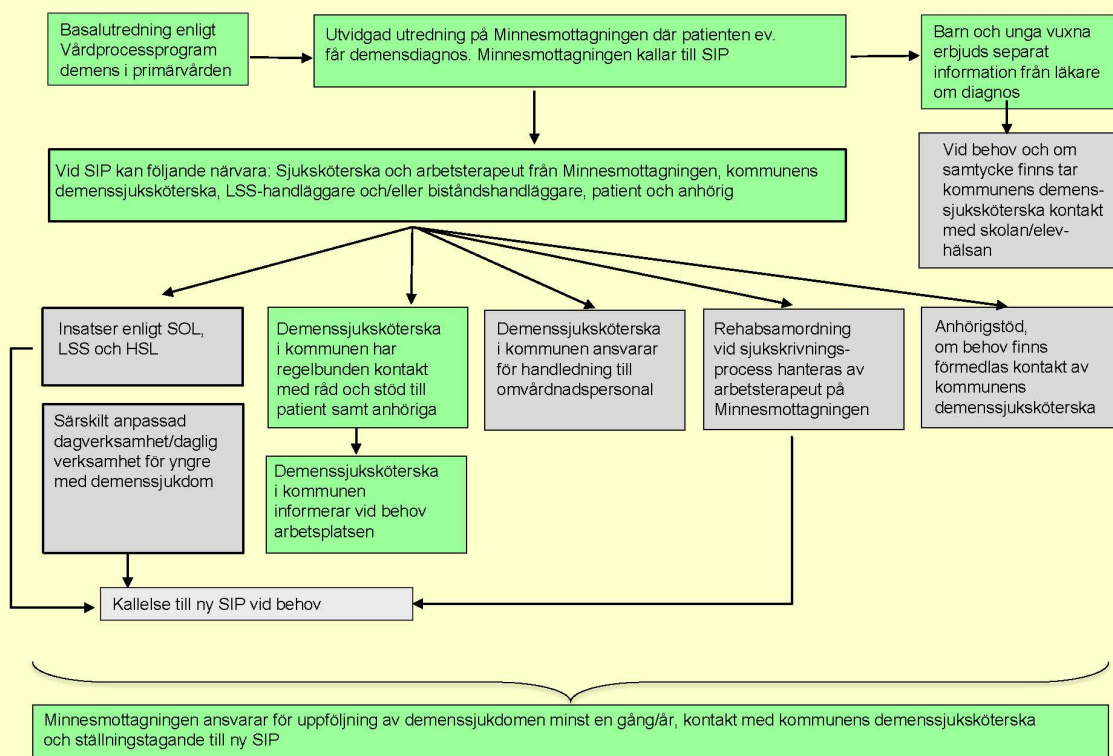 Basalutredning enligt
Vårdprocessprogram
demens i primärvården
Utvidgad utredning på Minnesmottagningen där patienten ev.
får demensdiagnos. Minnesmottagningen kallar till SIP
Barn och unga vuxna
erbjuds separat
information från läkare
om diagnos
Vid behov och om
samtycke finns tar
kommunens demens-
sjuksköterska kontakt
med skolan/elev-
hälsan
Vid SIP kan följande närvara: Sjuksköterska och arbetsterapeut från Minnesmottagningen, kommunens
demenssjuksköterska, LSS-handläggare och/eller biståndshandläggare, patient och anhörig
Insatser enligt SOL,
LSS och HSL
Särskilt anpassad
dagverksamhet/daglig
verksamhet för yngre
med demenssjukdom
Demenssjuksköterska
i kommunen har
regelbunden kontakt
med råd och stöd till
patient samt anhöriga
Demenssjuksköterska
i kommunen
informerar vid behov
arbetsplatsen
Demenssjuksköterska
i kommunen ansvarar
för handledning till
omvårdnadspersonal
Rehabsamordning
vid sjukskrivnings-
process hanteras av
arbetsterapeut på
Minnesmottagningen
Anhörigstöd,
om behov finns
förmedlas kontakt av
kommunens
demenssjuksköterska
Kallelse till ny SIP vid behov
Minnesmottagningen ansvarar för uppföljning av demenssjukdomen minst en gång/år, kontakt med kommunens demenssjuksköterska
och ställningstagande till ny SIP